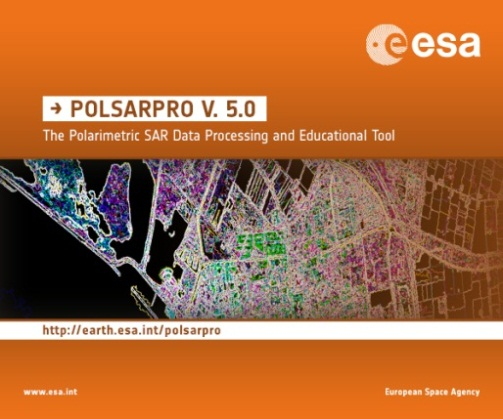 esa
→ POLSARPRO V. 5.0
The Polarimetric SAR Data Processing and Educational Tool
http://earth.esa.int/polsarpro
www.esa.int
European Space Agency